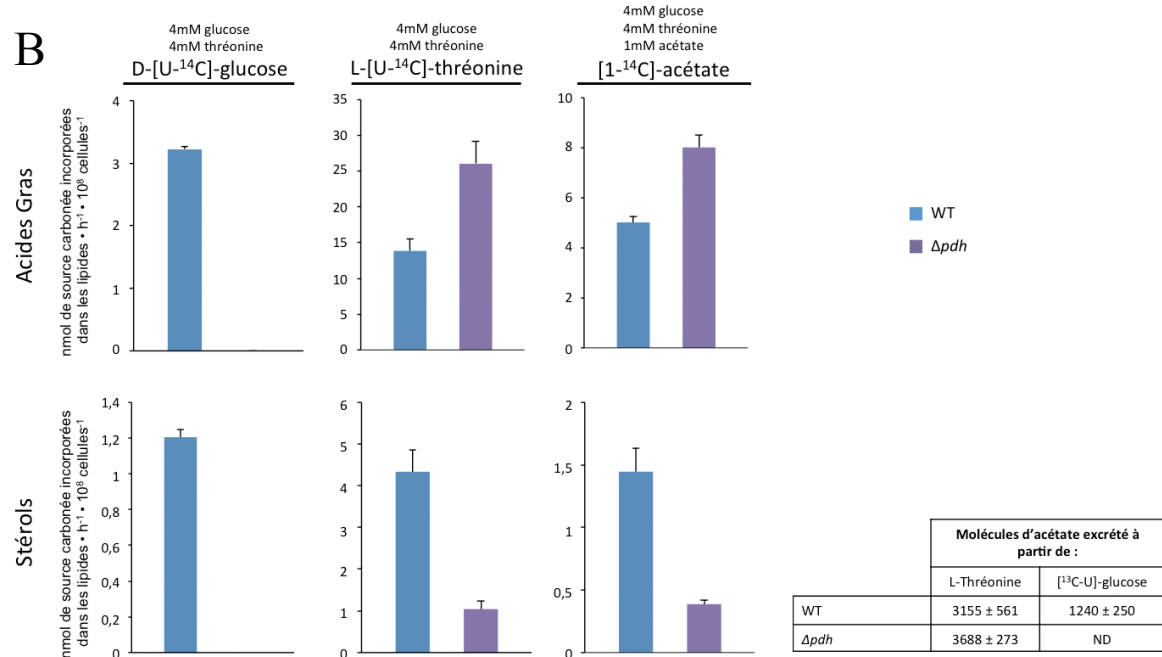 B
4mM glucose
4mM thréonine
D-[U-¹⁴C]-glucose
4mM glucose
4mM thréonine
L-[U-¹⁴C]-thréonine
4mM glucose
4mM thréonine
1mM acétate
[1-¹⁴C]-acétate
Acides Gras
nmol de source carbonée incorporées
dans les lipides • h⁻¹ • 10⁸ cellules⁻¹
4
3
2
1
0
35
30
25
20
15
10
5
0
10
8
6
4
2
0
WT
Δpdh
Stérols
nmol de source carbonée incorporées
dans les lipides • h⁻¹ • 10⁸ cellules⁻¹
1,4
1,2
1
0,8
0,6
0,4
0,2
0
6
5
4
3
2
1
0
2
1,5
1
0,5
0
Molécules d’acétate excrété à
partir de :
L-Thréonine [¹³C-U]-glucose
WT 3155 ± 561 1240 ± 250
Δpdh 3688 ± 273 ND